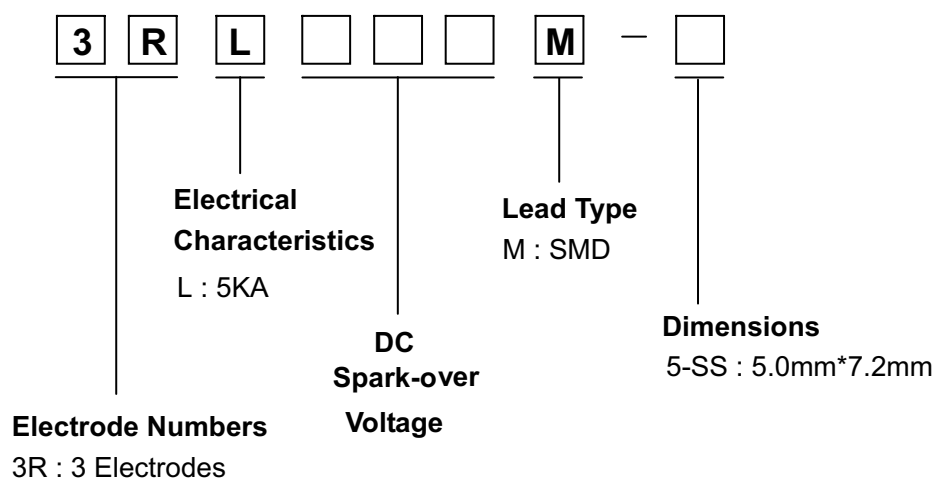 3 R L M –
Electrical
Characteristics
L : 5KA
Lead Type
M : SMD
DC
Spark-over
Voltage
Dimensions
5-SS : 5.0mm*7.2mm
Electrode Numbers
3R : 3 Electrodes